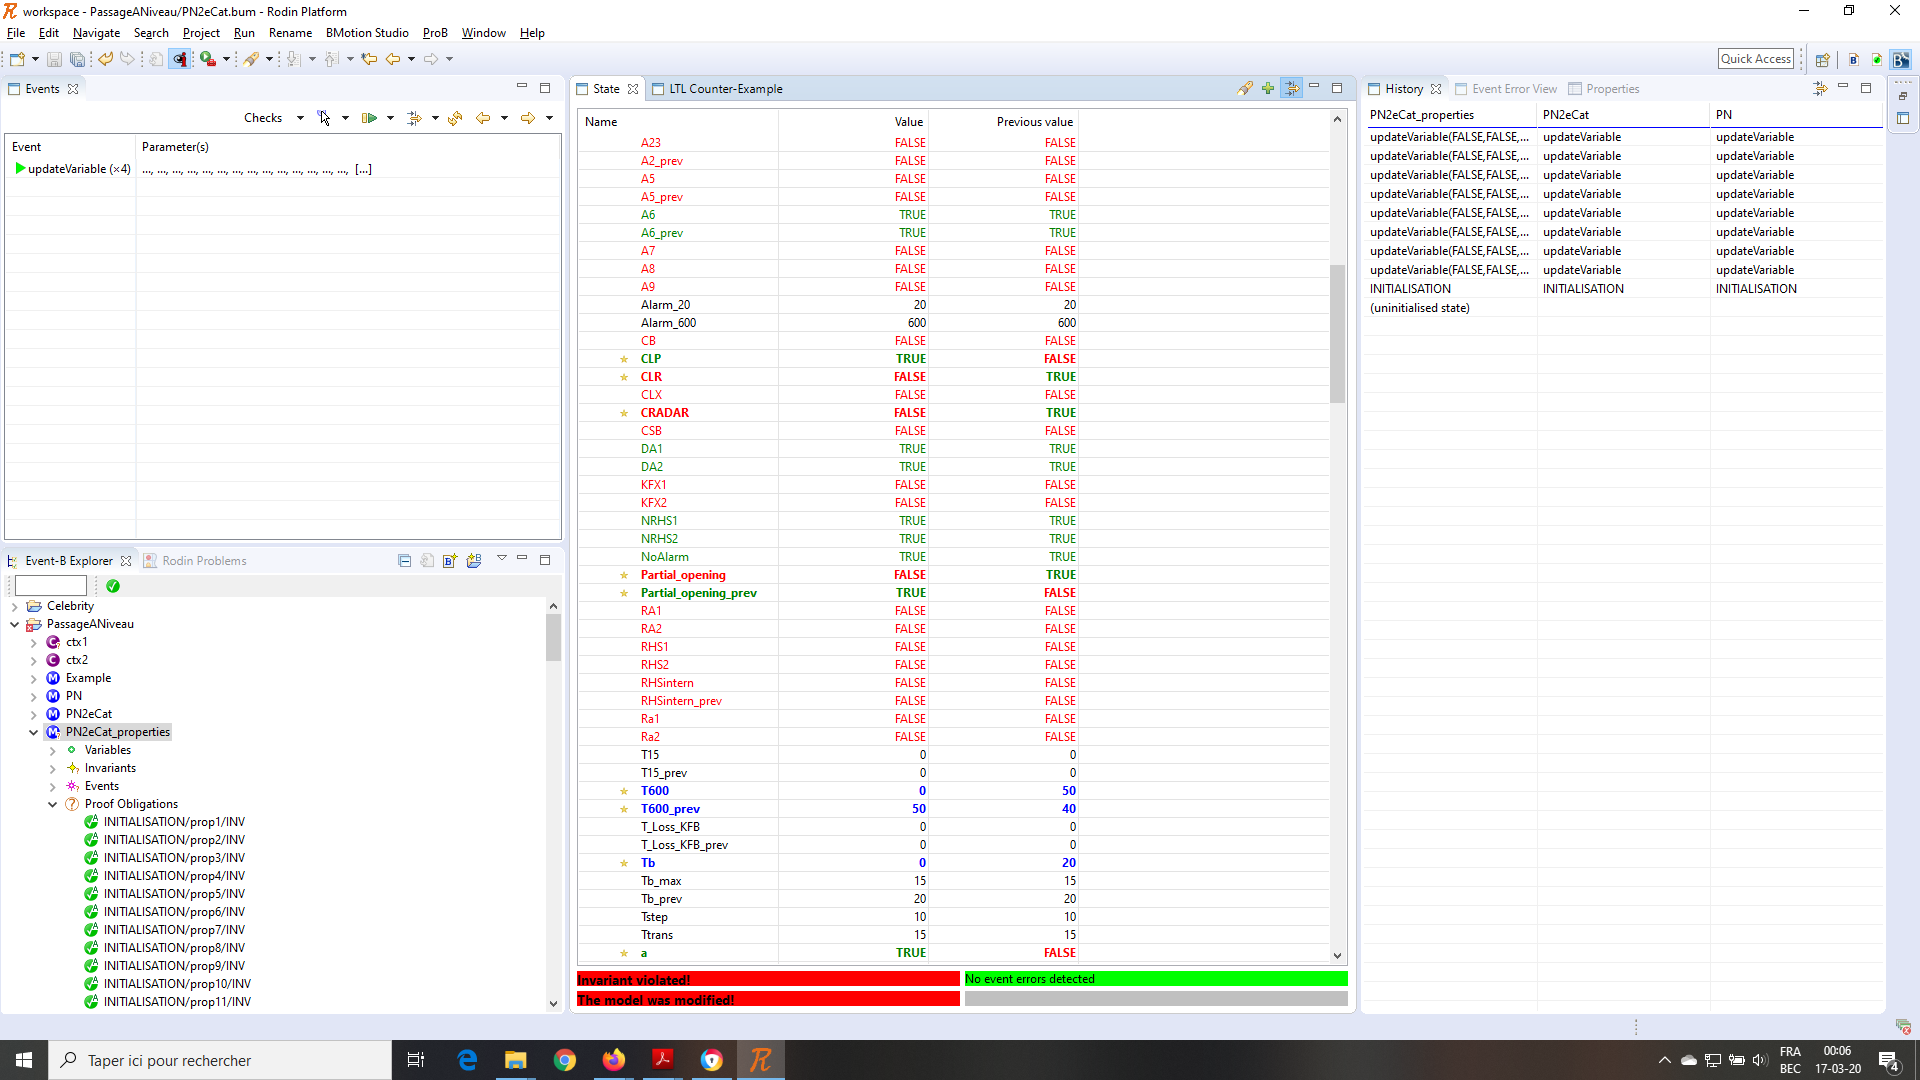 workspace - PassageANiveau/PN2eCat.bum - Rodin Platform
File Edit Navigate Search Project Run Rename BMotion Studio ProB Window Help
Quick Access
Events
Checks
Event Parameter(s)
updateVariable (×4) ..., ..., ..., ..., ..., ..., ..., ..., ..., ..., ..., ..., ..., ..., [...]
Event-B Explorer Rodin Problems
Celebrity
PassageANiveau
ctx1
ctx2
Example
PN
PN2eCat
PN2eCat_properties
Variables
Invariants
Events
Proof Obligations
INITIALISATION/prop1/INV
INITIALISATION/prop2/INV
INITIALISATION/prop3/INV
INITIALISATION/prop4/INV
INITIALISATION/prop5/INV
INITIALISATION/prop6/INV
INITIALISATION/prop7/INV
INITIALISATION/prop8/INV
INITIALISATION/prop9/INV
INITIALISATION/prop10/INV
INITIALISATION/prop11/INV
State LTL Counter-Example
Name Value Previous value
A23 FALSE FALSE
A2_prev FALSE FALSE
A5 FALSE FALSE
A5_prev FALSE FALSE
A6 TRUE TRUE
A6_prev TRUE TRUE
A7 FALSE FALSE
A8 FALSE FALSE
A9 FALSE FALSE
Alarm_20 20 20
Alarm_600 600 600
CB FALSE FALSE
CLP TRUE FALSE
CLR FALSE TRUE
CLX FALSE FALSE
CRADAR FALSE TRUE
CSB FALSE FALSE
DA1 TRUE TRUE
DA2 TRUE TRUE
KFX1 FALSE FALSE
KFX2 FALSE FALSE
NRHS1 TRUE TRUE
NRHS2 TRUE TRUE
NoAlarm TRUE TRUE
Partial_opening FALSE TRUE
Partial_opening_prev TRUE FALSE
RA1 FALSE FALSE
RA2 FALSE FALSE
RHS1 FALSE FALSE
RHS2 FALSE FALSE
RHSintern FALSE FALSE
RHSintern_prev FALSE FALSE
Ra1 FALSE FALSE
Ra2 FALSE FALSE
T15 0 0
T15_prev 0 0
T600 0 50
T600_prev 50 40
T_Loss_KFB 0 0
T_Loss_KFB_prev 0 0
Tb 0 20
Tb_max 15 15
Tb_prev 20 20
Tstep 10 10
Ttrans 15 15
a TRUE FALSE
Invariant violated! No event errors detected
The model was modified!
History Event Error View Properties
PN2eCat_properties PN2eCat PN
updateVariable(FALSE,FALSE,... updateVariable updateVariable
updateVariable(FALSE,FALSE,... updateVariable updateVariable
updateVariable(FALSE,FALSE,... updateVariable updateVariable
updateVariable(FALSE,FALSE,... updateVariable updateVariable
updateVariable(FALSE,FALSE,... updateVariable updateVariable
updateVariable(FALSE,FALSE,... updateVariable updateVariable
updateVariable(FALSE,FALSE,... updateVariable updateVariable
updateVariable(FALSE,FALSE,... updateVariable updateVariable
INITIALISATION INITIALISATION INITIALISATION
(uninitialised state)
Taper ici pour rechercher
FRA 00:06
BEC 17-03-20
4